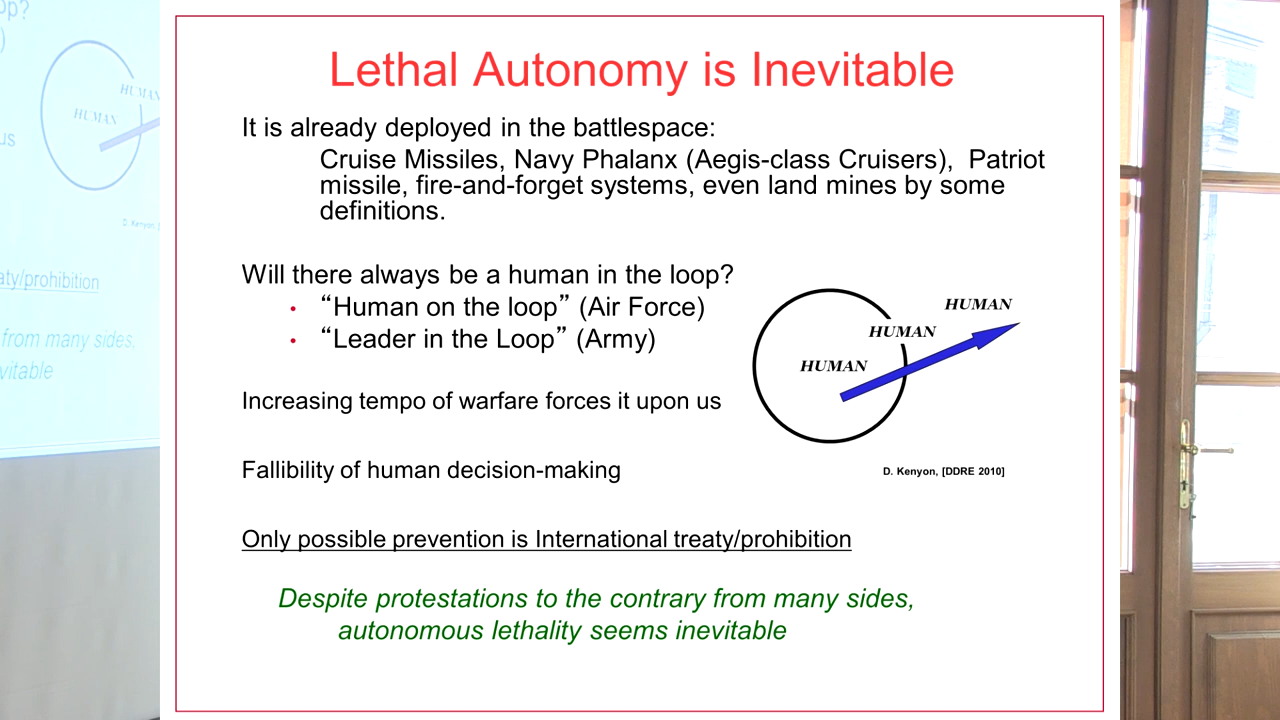 Lethal Autonomy is Inevitable
It is already deployed in the battlespace:
Cruise Missiles, Navy Phalanx (Aegis-class Cruisers),  Patriot
missile, fire-and-forget systems, even land mines by some
definitions.
Will there always be a human in the loop?
• “Human on the loop” (Air Force)
• “Leader in the Loop” (Army)
HUMAN
HUMAN
HUMAN
Increasing tempo of warfare forces it upon us
Fallibility of human decision-making
D. Kenyon, [DDRE 2010]
Only possible prevention is International treaty/prohibition
Despite protestations to the contrary from many sides,
autonomous lethality seems inevitable
op?
)
HUMAN
HUMAN
us
D. Kenyon, [
aty/prohibition
from many sides,
vitable